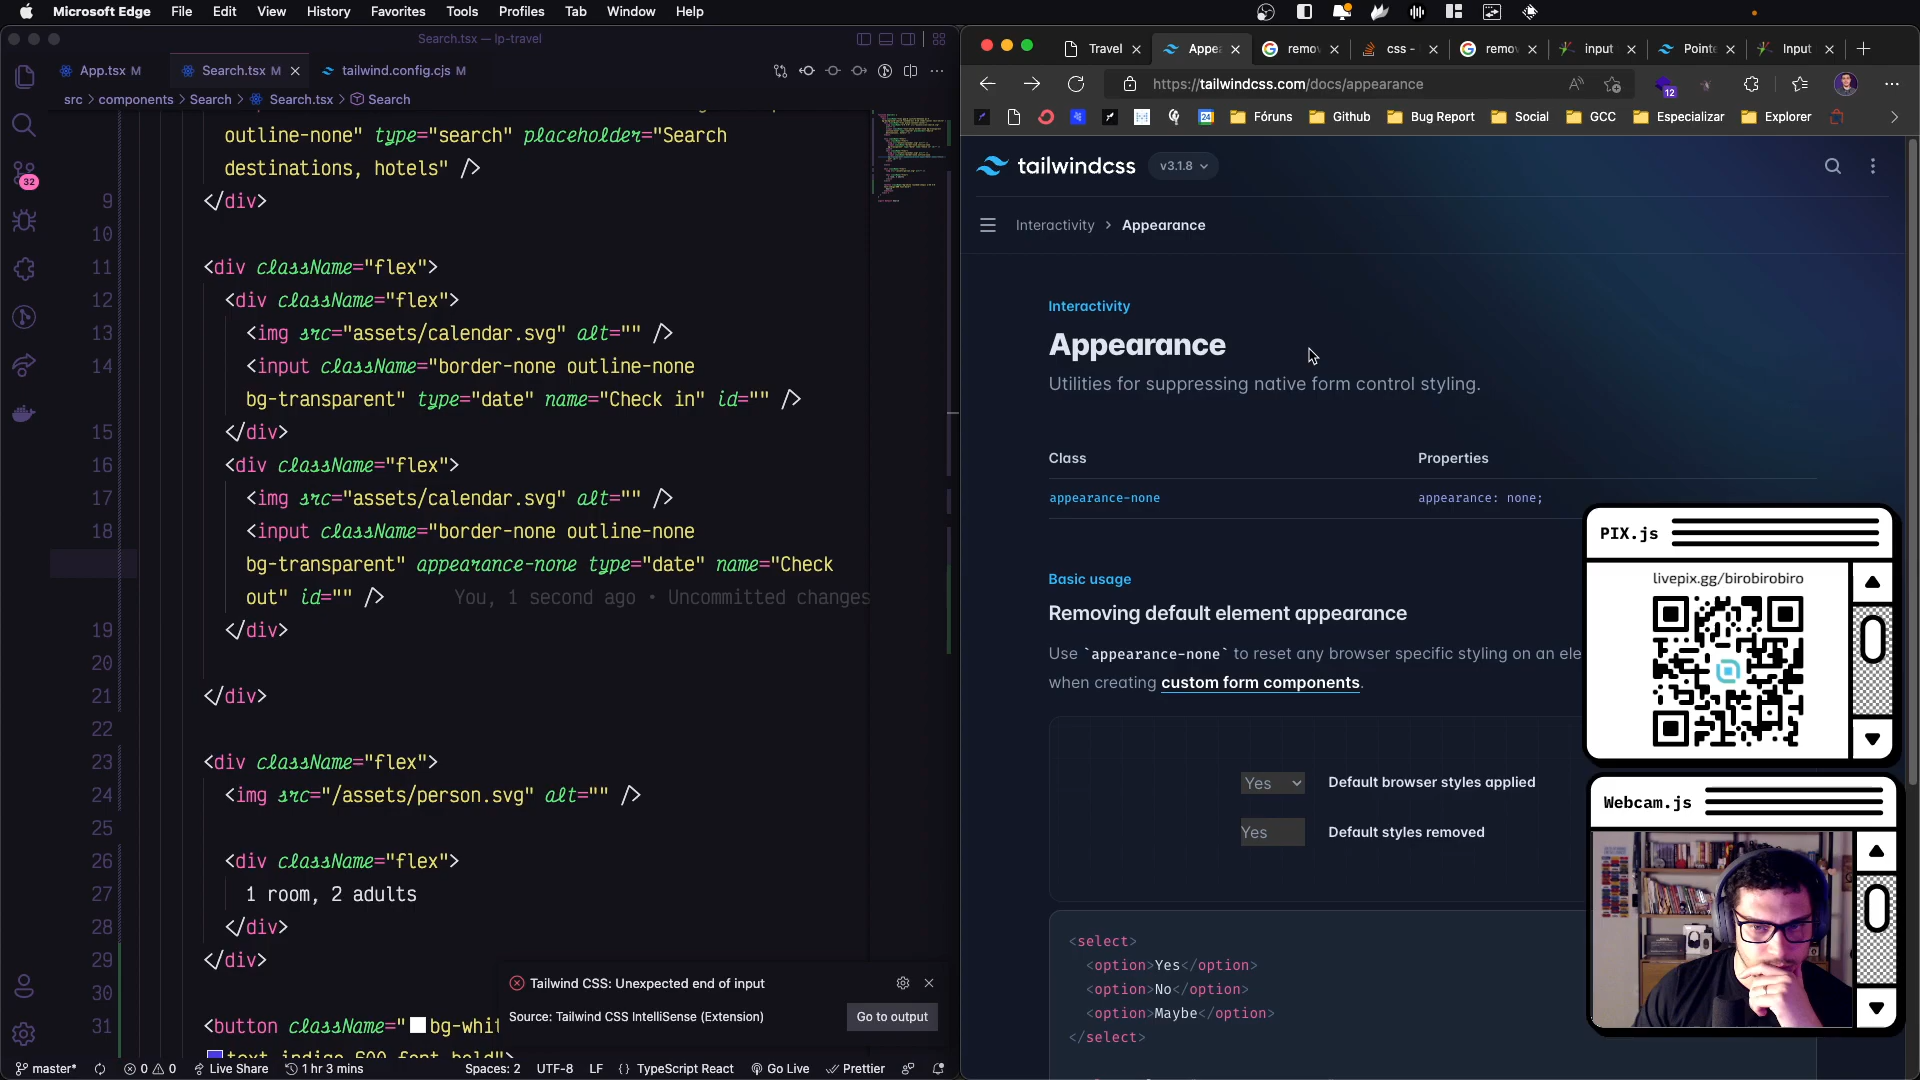 Microsoft Edge File Edit View History Favorites Tools Profiles Tab Window Help
Search.tsx — lp-travel
App.tsx M Search.tsx M tailwind.config.cjs M
src > components > Search > Search.tsx > Search
outline-none" type="search" placeholder="Search
destinations, hotels" />
9 </div>
10
11 <div className="flex">
12 <div className="flex">
13 <img src="assets/calendar.svg" alt="" />
14 <input className="border-none outline-none
bg-transparent" type="date" name="Check in" id="" />
15 </div>
16 <div className="flex">
17 <img src="assets/calendar.svg" alt="" />
18 <input className="border-none outline-none
bg-transparent" appearance-none type="date" name="Check
out" id="" /> You, 1 second ago • Uncommitted changes
19 </div>
20
21 </div>
22
23 <div className="flex">
24 <img src="/assets/person.svg" alt="" />
25
26 <div className="flex">
27 1 room, 2 adults
28 </div>
29 </div>
30
31 <button className="bg-whit
text-indigo-600 font-bold">
32
Tailwind CSS: Unexpected end of input
Source: Tailwind CSS IntelliSense (Extension)
Go to output
master* 0 0 Live Share 1 hr 3 mins Spaces: 2 UTF-8 LF {} TypeScript React Go Live Prettier
Travel Appea remov css - remov input Pointe Input
https://tailwindcss.com/docs/appearance
12
24 Fóruns Github Bug Report Social GCC Especializar Explorer
tailwindcss v3.1.8
Interactivity > Appearance
Interactivity
Appearance
Utilities for suppressing native form control styling.
Class Properties
appearance-none appearance: none;
Basic usage
Removing default element appearance
Use `appearance-none` to reset any browser specific styling on an ele
when creating custom form components.
Yes Default browser styles applied
Yes Default styles removed
<select>
<option>Yes</option>
<option>No</option>
<option>Maybe</option>
</select>
PIX.js
livepix.gg/birobirobiro
Webcam.js